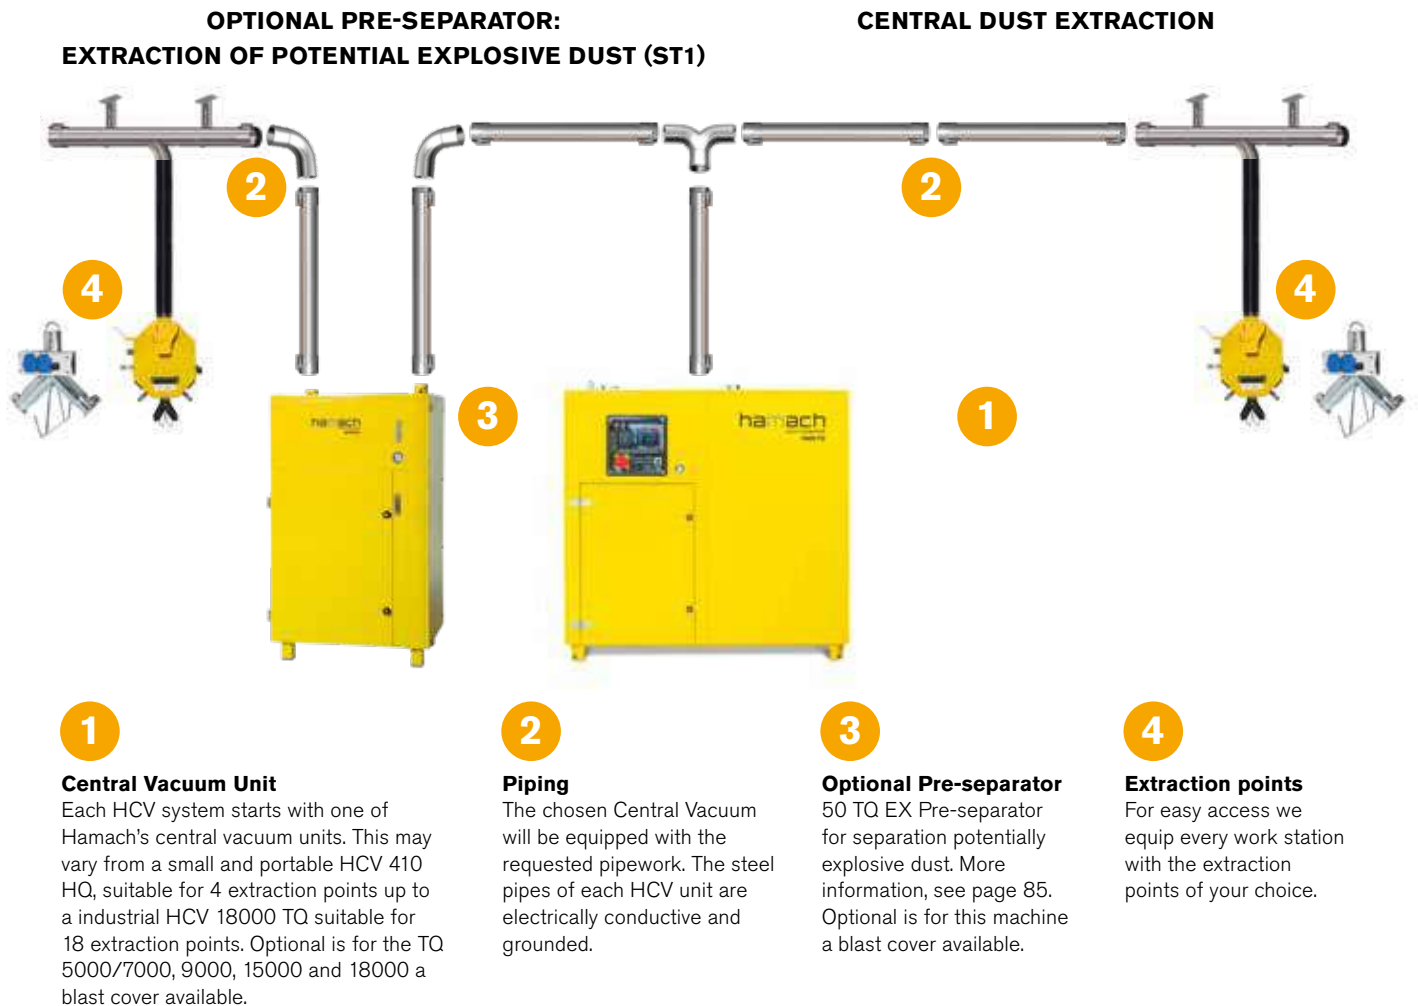 OPTIONAL PRE-SEPARATOR:
EXTRACTION OF POTENTIAL EXPLOSIVE DUST (ST1)
CENTRAL DUST EXTRACTION
2
2
4
4
3
1
hamach
hamach
1
Central Vacuum Unit
Each HCV system starts with one of
Hamach's central vacuum units. This may
vary from a small and portable HCV 410
HQ, suitable for 4 extraction points up to
a industrial HCV 18000 TQ suitable for
18 extraction points. Optional is for the TQ
5000/7000, 9000, 15000 and 18000 a
blast cover available.
2
Piping
The chosen Central Vacuum
will be equipped with the
requested pipework. The steel
pipes of each HCV unit are
electrically conductive and
grounded.
3
Optional Pre-separator
50 TQ EX Pre-separator
for separation potentially
explosive dust. More
information, see page 85.
Optional is for this machine
a blast cover available.
4
Extraction points
For easy access we
equip every work station
with the extraction
points of your choice.